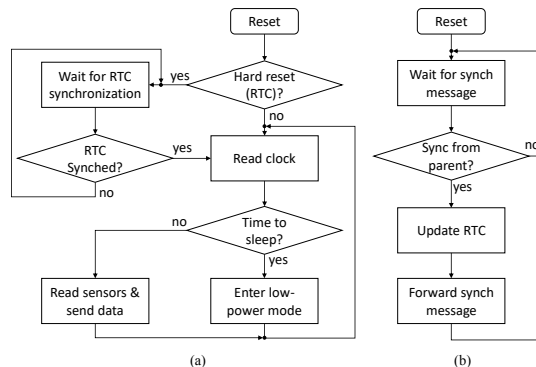 Reset
Wait for RTC
synchronization
yes
Hard reset
(RTC)?
no
RTC
Synched?
yes
no
Read clock
no
Time to
sleep?
yes
Read sensors &
send data
Enter low-
power mode
(a)
Reset
Wait for synch
message
Sync from
parent?
no
yes
Update RTC
Forward synch
message
(b)